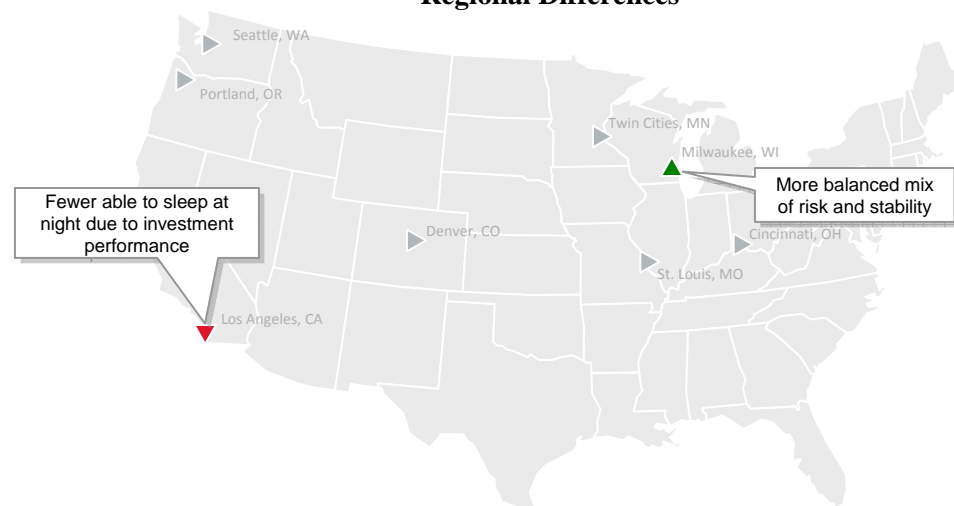 Regional Differences
Seattle, WA
Portland, OR
Twin Cities, MN
Milwaukee, WI
More balanced mix
of risk and stability
Fewer able to sleep at
night due to investment
performance
Denver, CO
Cincinnati, OH
St. Louis, MO
Los Angeles, CA